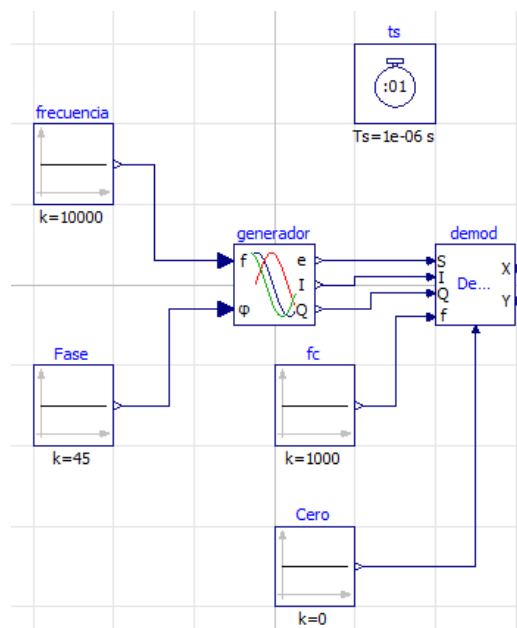 ts
:01
Ts=1e-06 s
frecuencia
k=10000
generador
f
e
I
φ
Q
demod
S
I
Q
f
De...
X
Y
Fase
k=45
fc
k=1000
Cero
k=0